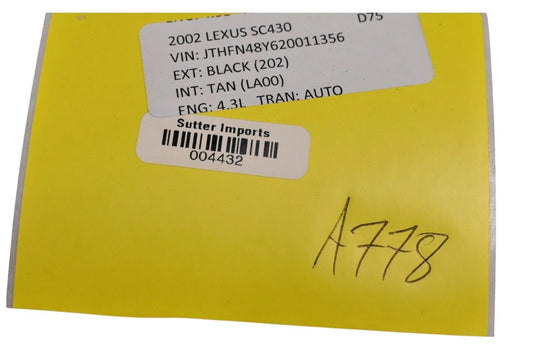 2002 LEXUS SC430 D75
VIN: JTHFN48Y620011356
EXT: BLACK (202)
INT: TAN (LA00)
ENG: 4.3L TRAN: AUTO
Sutter Imports
004432
A778